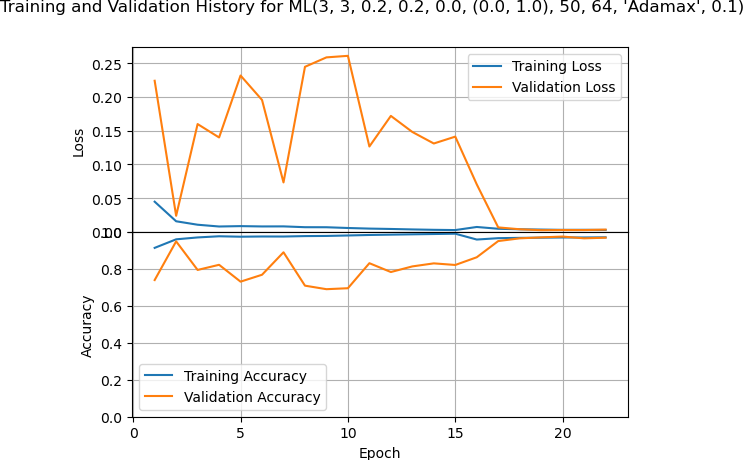 Training and Validation History for ML(3, 3, 0.2, 0.2, 0.0, (0.0, 1.0), 50, 64, 'Adamax', 0.1)
Training Loss
Validation Loss
Loss
0.25
0.20
0.15
0.10
0.05
0.00
1.0
0.8
0.6
0.4
0.2
0.0
Accuracy
Training Accuracy
Validation Accuracy
0 5 10 15 20
Epoch